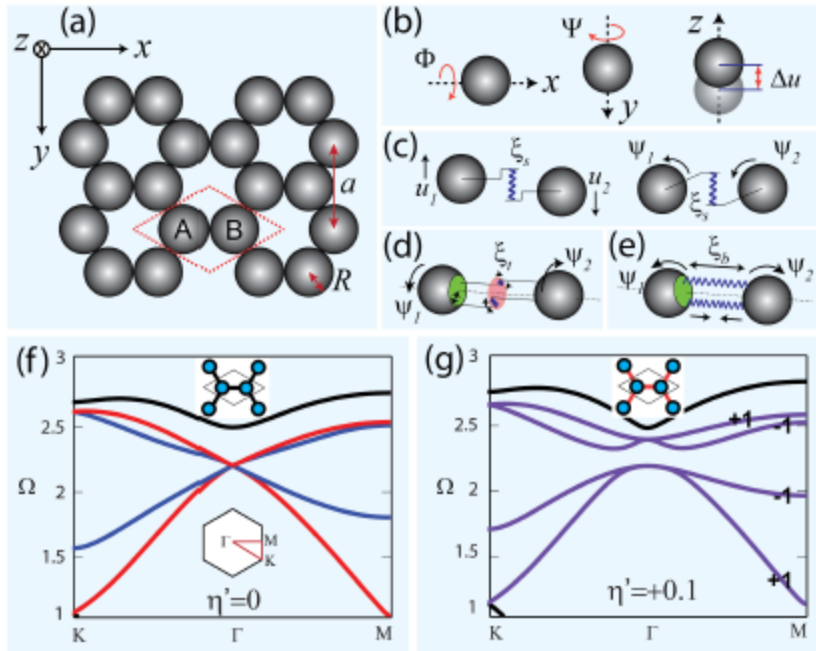 (a)
z
x
y
A
B
a
R
(b)
Φ
x
Ψ
y
z
Δu
(c)
u1
ξs
u2
ψ1
ξs
ψ2
(d)
ψ1
ξt
ψ2
(e)
ψ1
ξb
ψ2
(f)
3
2.5
Ω
2
1.5
1
K
Γ
M
Γ
M
K
η'=0
(g)
3
2.5
Ω
2
1.5
1
K
Γ
M
+1
-1
-1
+1
η'=+0.1